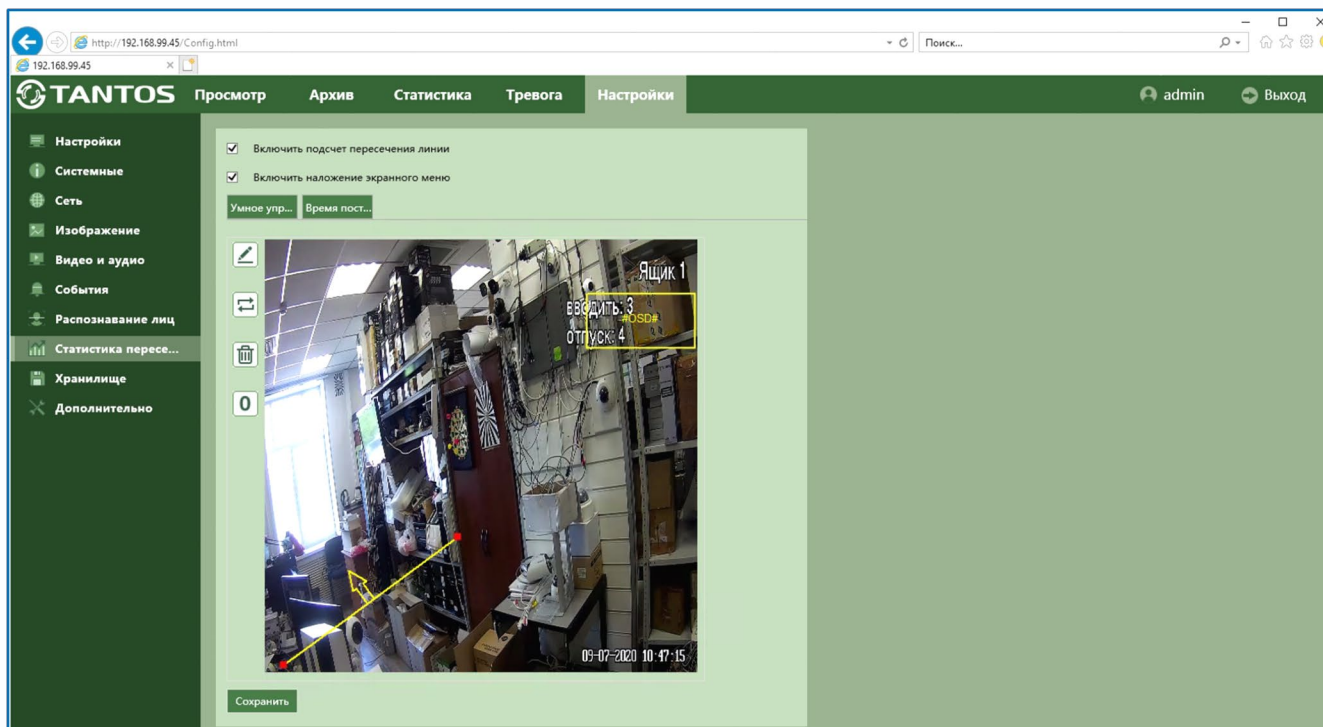 http://192.168.99.45/Config.html
Поиск...
192.168.99.45
TANTOS
Просмотр
Архив
Статистика
Тревога
Настройки
admin
Выход
Настройки
Системные
Сеть
Изображение
Видео и аудио
События
Распознавание лиц
Статистика пересе...
Хранилище
Дополнительно
Включить подсчет пересечения линии
Включить наложение экранного меню
Умное упр...
Время пост...
0
Ящик 1
вводить: 3
#OSD#
отпуск: 4
09-07-2020 10:47:15
Сохранить